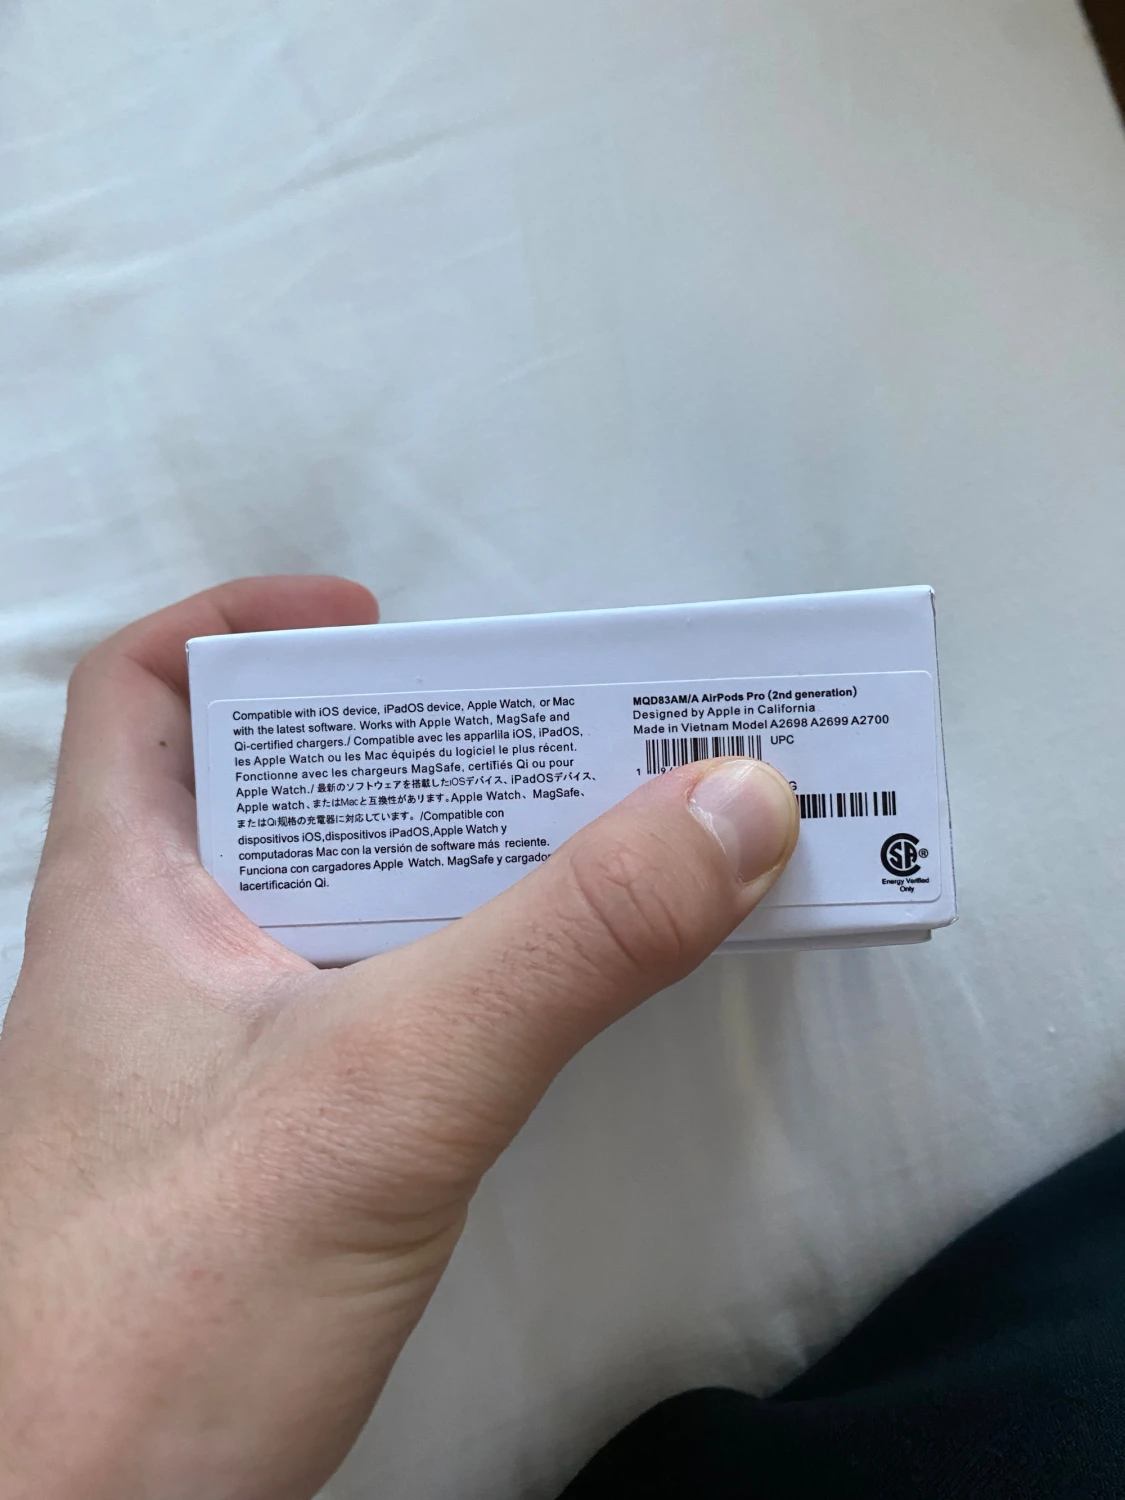 Compatible with iOS device, iPadOS device, Apple Watch, or Mac
with the latest software. Works with Apple Watch, MagSafe and
Qi-certified chargers./ Compatible avec les apparlila iOS, iPadOS,
les Apple Watch ou les Mac équipés du logiciel le plus récent.
Fonctionne avec les chargeurs MagSafe, certifiés Qi ou pour
Apple Watch./ 最新のソフトウェアを搭載したiOSデバイス、iPadOSデバイス、
Apple watch、またはMacと互換性があります。Apple Watch、MagSafe、
またはQi規格の充電器に対応しています。/Compatible con
dispositivos iOS,dispositivos iPadOS,Apple Watch y
computadoras Mac con la versión de software más reciente.
Funciona con cargadores Apple Watch. MagSafe y
lacertificación Qi.
MQD83AM/A AirPods Pro (2nd generation)
Designed by Apple in California
Made in Vietnam Model A2698 A2699 A2700
UPC
1
SA®
Energy Verified
Only